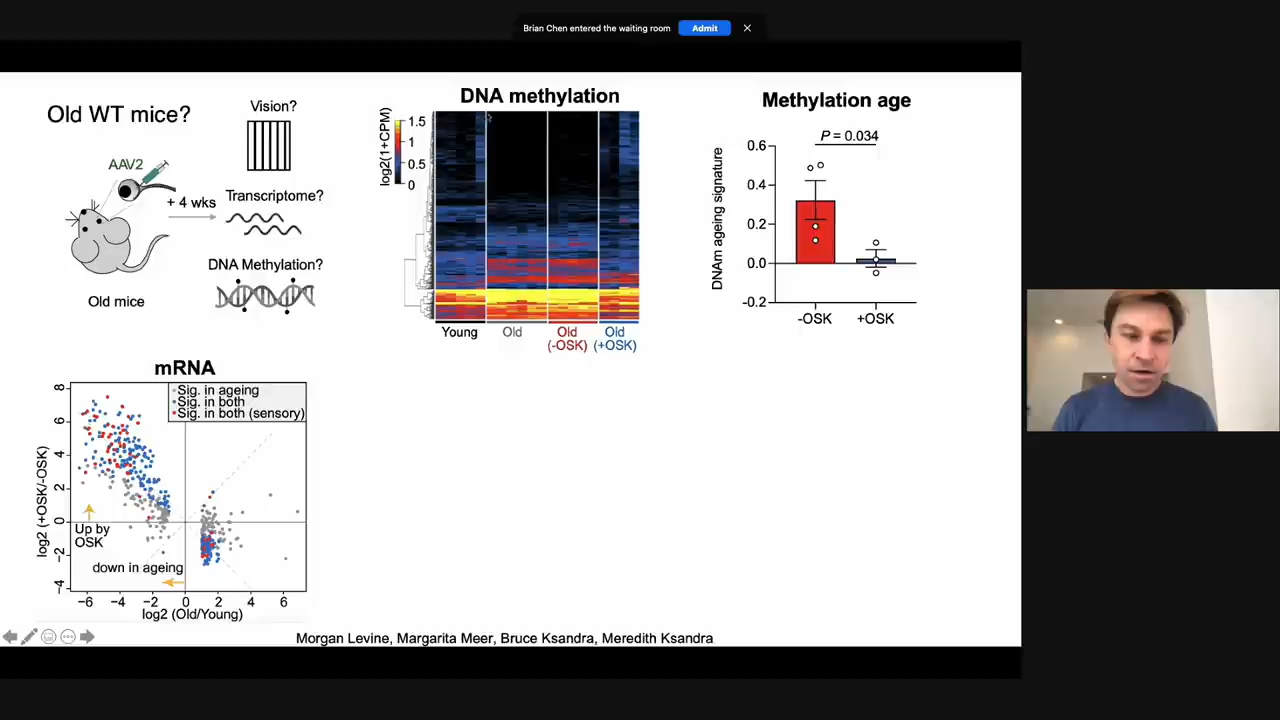 Brian Chen entered the waiting room
Admit
Old WT mice?
AAV2
+ 4 wks
Old mice
Vision?
Transcriptome?
DNA Methylation?
DNA methylation
log2(1+CPM)
1.5
1
0.5
0
Young
Old
Old
(-OSK)
Old
(+OSK)
Methylation age
P = 0.034
DNAm ageing signature
0.6
0.4
0.2
0.0
-0.2
-OSK
+OSK
mRNA
Sig. in ageing
Sig. in both
Sig. in both (sensory)
log2 (+OSK/-OSK)
8
6
4
2
0
−2
−4
Up by
OSK
down in ageing
−6 −4 −2 0 2 4 6
log2 (Old/Young)
Morgan Levine, Margarita Meer, Bruce Ksandra, Meredith Ksandra